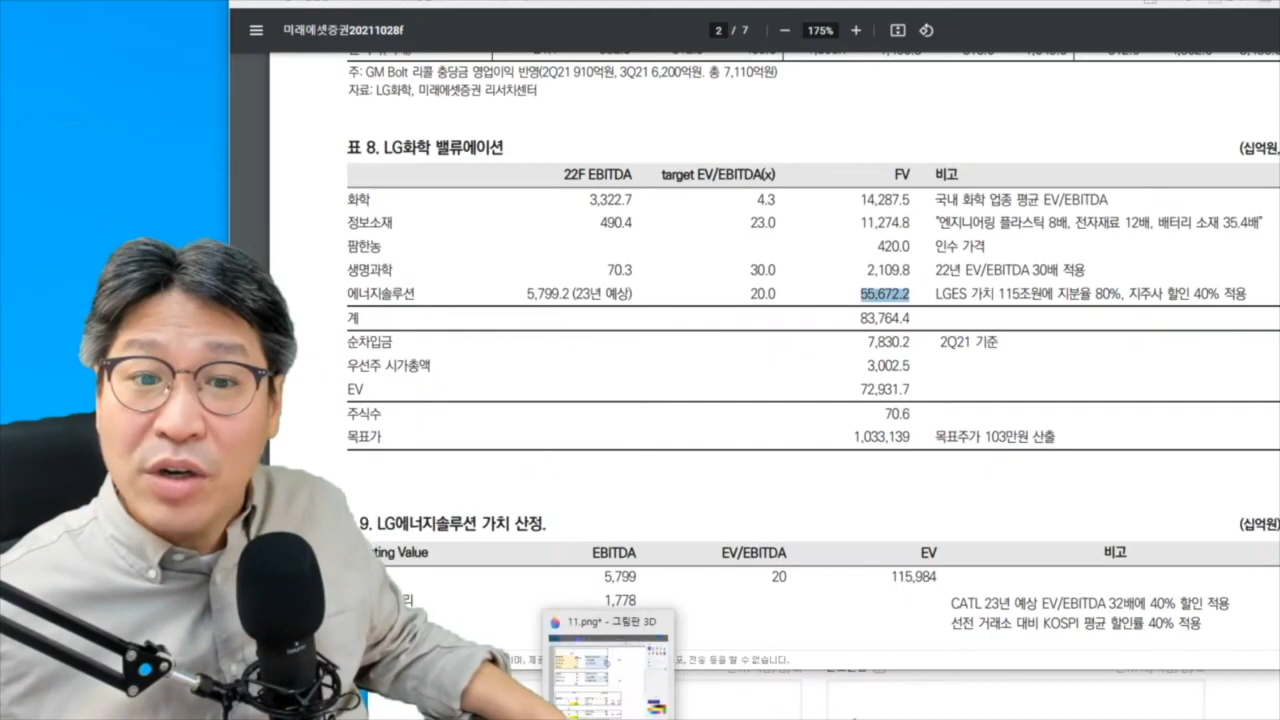 미래에셋증권20211028f
2 / 7
175%
주: GM Bolt 리콜 충당금 영업이익 반영(2Q21 910억원, 3Q21 6,200억원. 총 7,110억원)
자료: LG화학, 미래에셋증권 리서치센터
표 8. LG화학 밸류에이션 (십억원,
22F EBITDA target EV/EBITDA(x) FV 비고
화학 3,322.7 4.3 14,287.5 국내 화학 업종 평균 EV/EBITDA
정보소재 490.4 23.0 11,274.8 "엔지니어링 플라스틱 8배, 전자재료 12배, 배터리 소재 35.4배"
팜한농 420.0 인수 가격
생명과학 70.3 30.0 2,109.8 22년 EV/EBITDA 30배 적용
에너지솔루션 5,799.2 (23년 예상) 20.0 55,672.2 LGES 가치 115조원에 지분율 80%, 지주사 할인 40% 적용
계 83,764.4
순차입금 7,830.2 2Q21 기준
우선주 시가총액 3,002.5
EV 72,931.7
주식수 70.6
목표가 1,033,139 목표주가 103만원 산출
9. LG에너지솔루션 가치 산정. (십억원)
ting Value EBITDA EV/EBITDA EV 비고
5,799 20 115,984
리 1,778
CATL 23년 예상 EV/EBITDA 32배에 40% 할인 적용
선전 거래소 대비 KOSPI 평균 할인률 40% 적용
11.png* - 그림판 3D
전송 등을 할 수 없습니다.